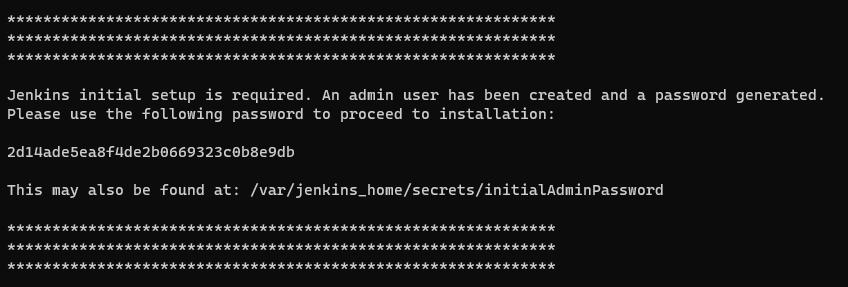 *************************************************************
*************************************************************
*************************************************************
Jenkins initial setup is required. An admin user has been created and a password generated.
Please use the following password to proceed to installation:
2d14ade5ea8f4de2b0669323c0b8e9db
This may also be found at: /var/jenkins_home/secrets/initialAdminPassword
*************************************************************
*************************************************************
*************************************************************